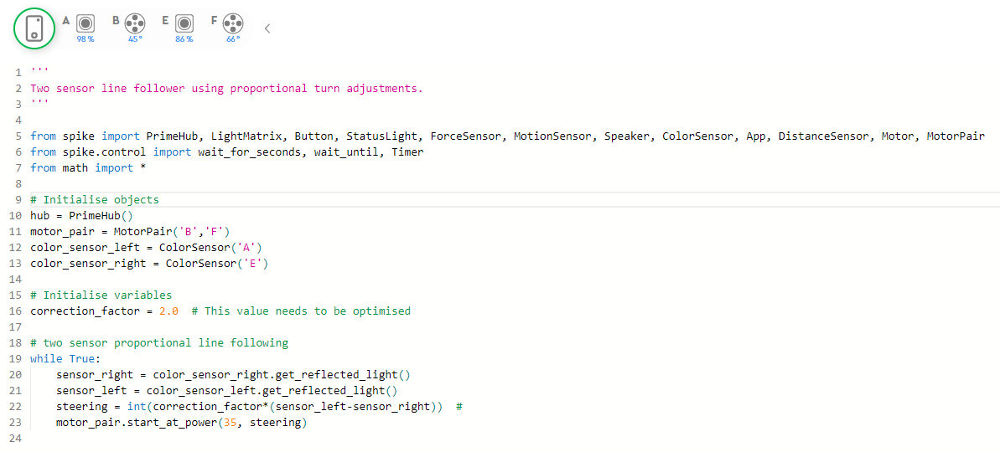 A B E F
98 % 45° 86 % 66°
1 '''
2 Two sensor line follower using proportional turn adjustments.
3 '''
4
5 from spike import PrimeHub, LightMatrix, Button, StatusLight, ForceSensor, MotionSensor, Speaker, ColorSensor, App, DistanceSensor, Motor, MotorPair
6 from spike.control import wait_for_seconds, wait_until, Timer
7 from math import *
8
9 # Initialise objects
10 hub = PrimeHub()
11 motor_pair = MotorPair('B','F')
12 color_sensor_left = ColorSensor('A')
13 color_sensor_right = ColorSensor('E')
14
15 # Initialise variables
16 correction_factor = 2.0  # This value needs to be optimised
17
18 # two sensor proportional line following
19 while True:
20     sensor_right = color_sensor_right.get_reflected_light()
21     sensor_left = color_sensor_left.get_reflected_light()
22     steering = int(correction_factor*(sensor_left-sensor_right))  #
23     motor_pair.start_at_power(35, steering)
24